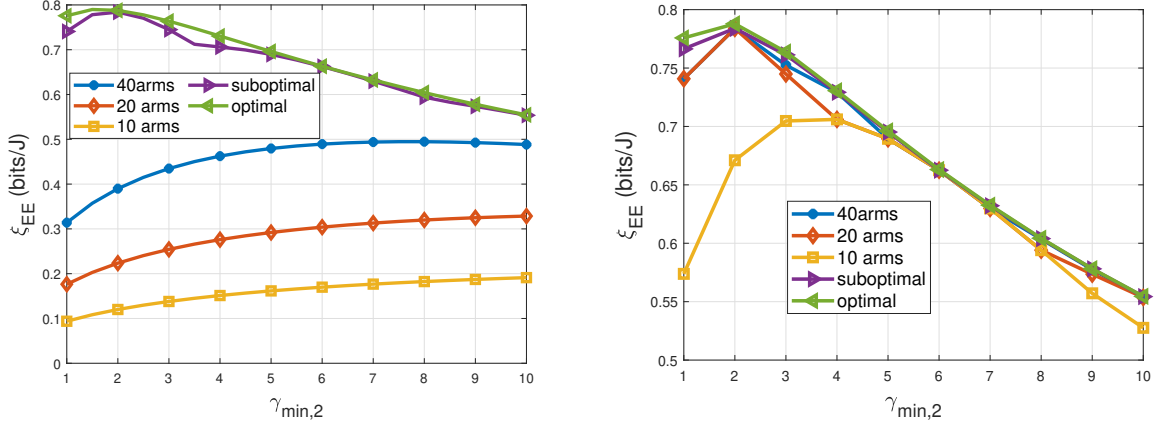 0.8
0.7
0.6
0.5
0.4
0.3
0.2
0.1
0
ξEE (bits/J)
40arms
20 arms
10 arms
suboptimal
optimal
1 2 3 4 5 6 7 8 9 10
γmin,2
0.8
0.75
0.7
0.65
0.6
0.55
0.5
ξEE (bits/J)
40arms
20 arms
10 arms
suboptimal
optimal
1 2 3 4 5 6 7 8 9 10
γmin,2